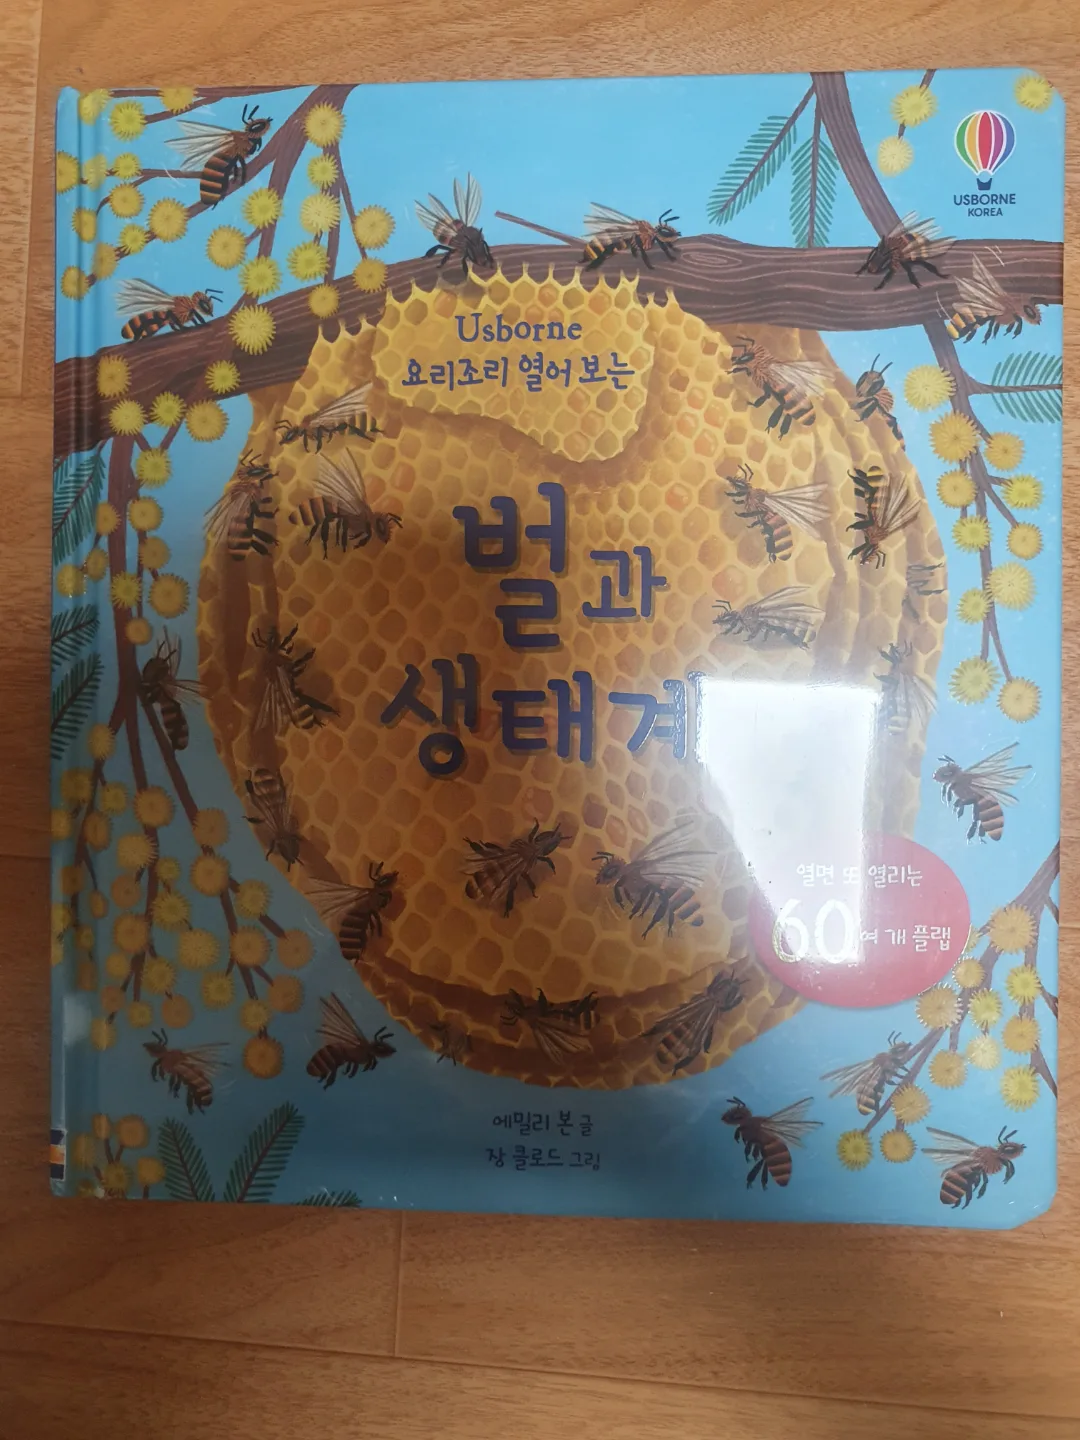 USBORNE
KOREA
Usborne
요리조리 열어 보는
벌과
생태계
열면 또 열리는
60여 개 플랩
에밀리 본 글
장 클로드 그림